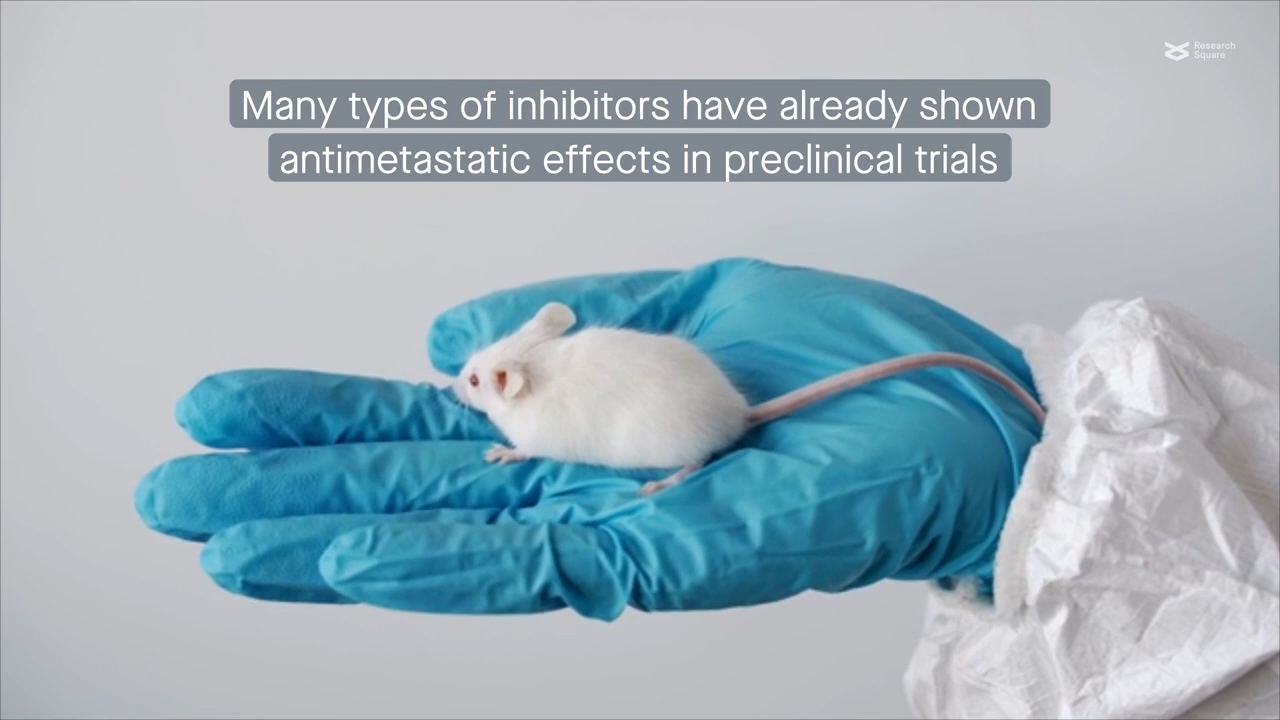 Research
Square
Many types of inhibitors have already shown
antimetastatic effects in preclinical trials